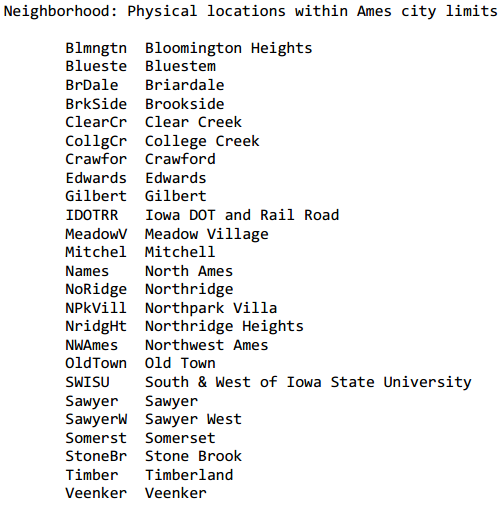 Neighborhood: Physical locations within Ames city limits
Blmngtn Bloomington Heights
Blueste Bluestem
BrDale Briardale
BrkSide Brookside
ClearCr Clear Creek
CollgCr College Creek
Crawfor Crawford
Edwards Edwards
Gilbert Gilbert
IDOTRR Iowa DOT and Rail Road
MeadowV Meadow Village
Mitchel Mitchell
Names North Ames
NoRidge Northridge
NPkVill Northpark Villa
NridgHt Northridge Heights
NWAmes Northwest Ames
OldTown Old Town
SWISU South & West of Iowa State University
Sawyer Sawyer
SawyerW Sawyer West
Somerst Somerset
StoneBr Stone Brook
Timber Timberland
Veenker Veenker